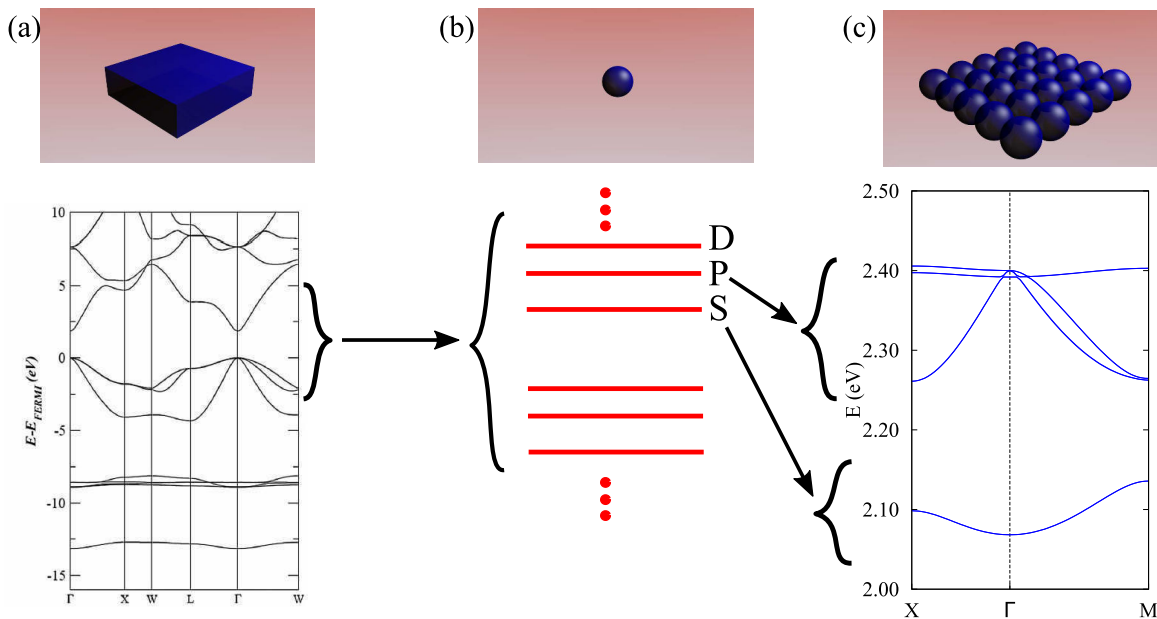 (a)
(b)
(c)
10
5
0
-5
-10
-15
E-E_FERMI (eV)
Γ X W L Γ W
D
P
S
2.50
2.40
2.30
2.20
2.10
2.00
E (eV)
X Γ M